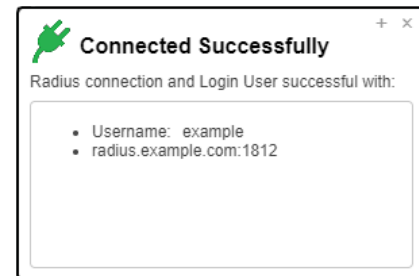 + ×
Connected Successfully
Radius connection and Login User successful with:
• Username: example
• radius.example.com:1812